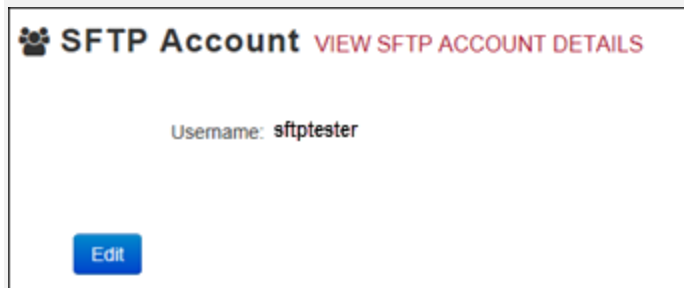 SFTP Account VIEW SFTP ACCOUNT DETAILS
Username: sftptester
Edit